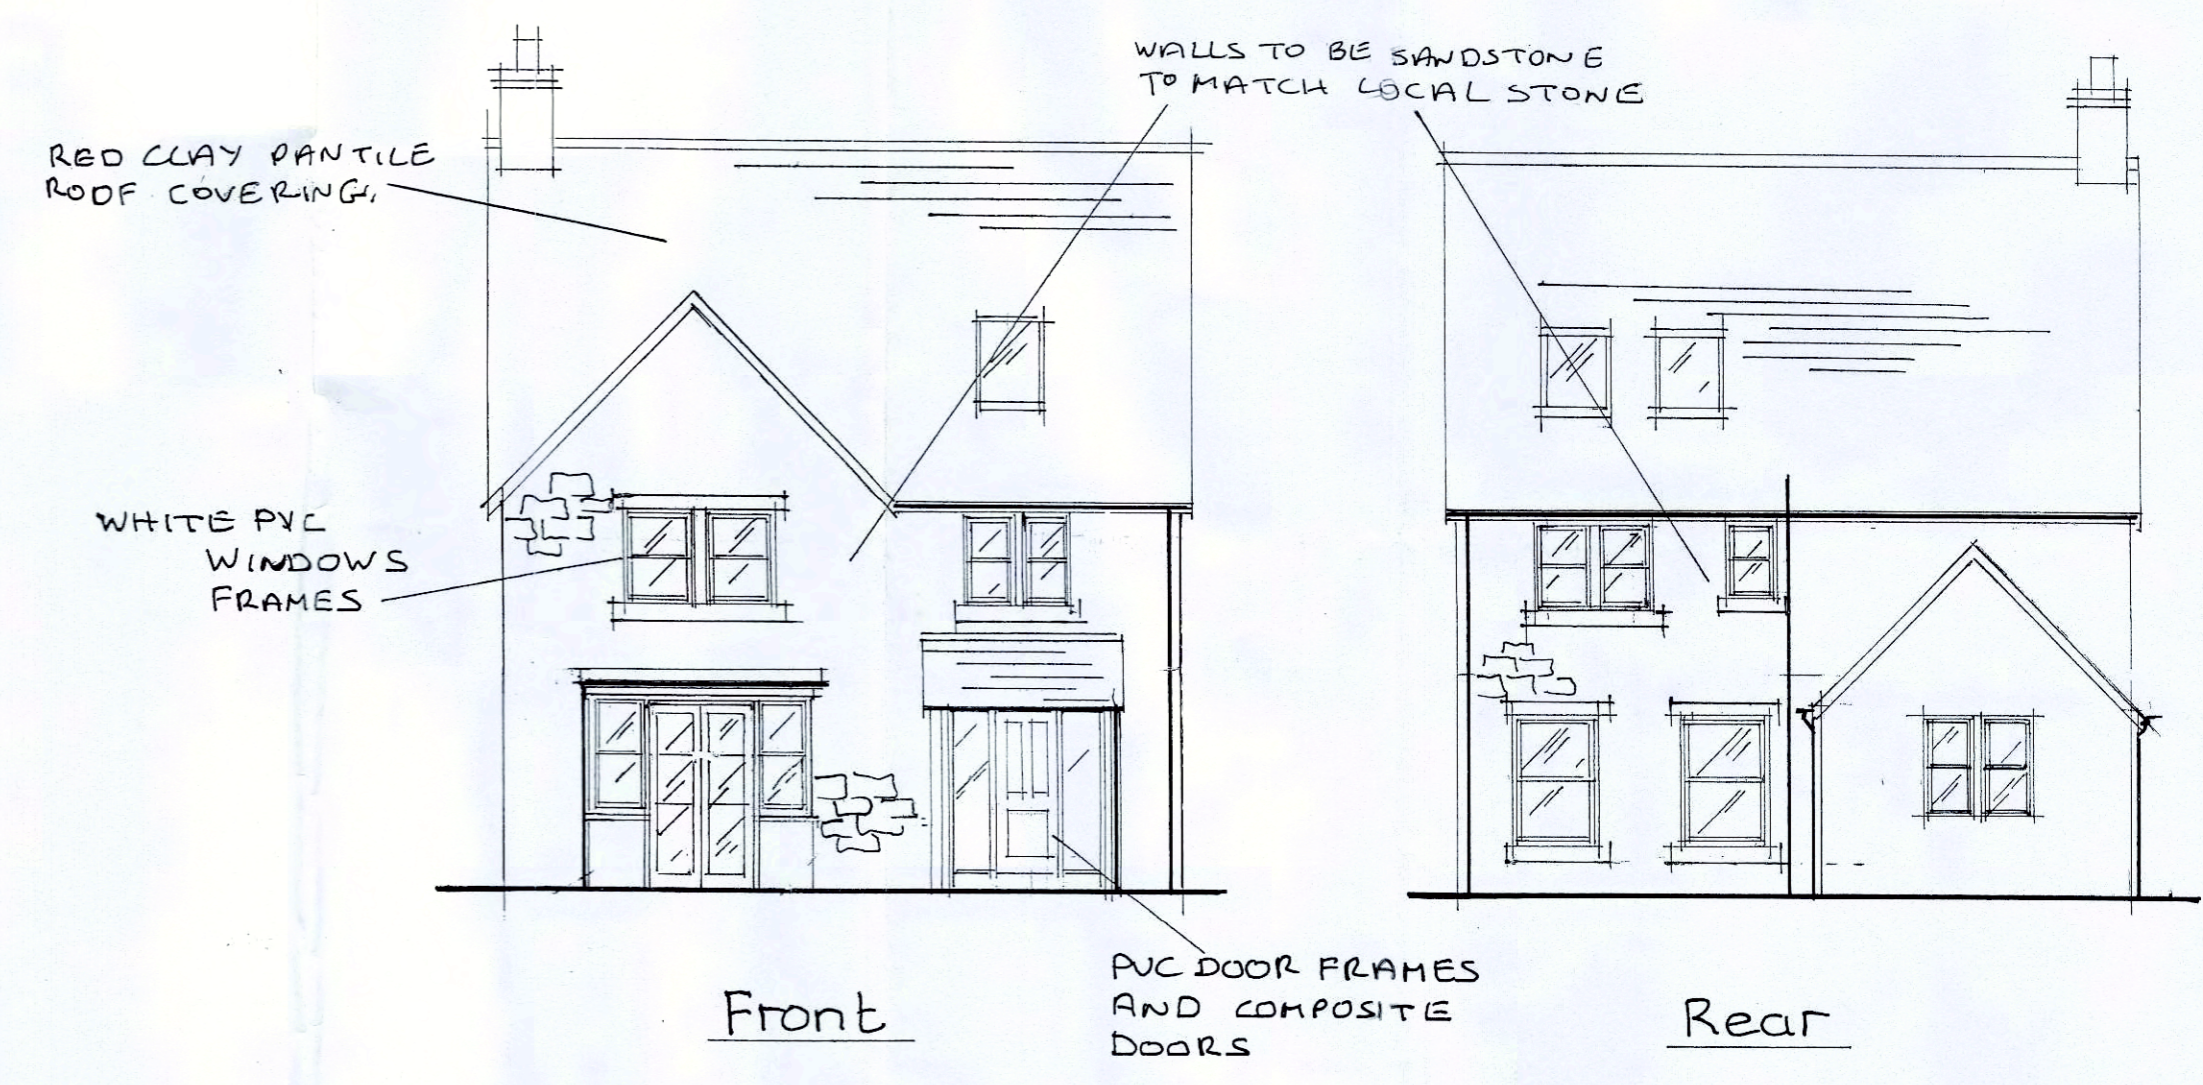 WALLS TO BE SANDSTONE
TO MATCH LOCAL STONE
RED CLAY PANTILE
ROOF COVERING.
WHITE PVC
WINDOWS
FRAMES
PVC DOOR FRAMES
AND COMPOSITE
DOORS
Front
Rear